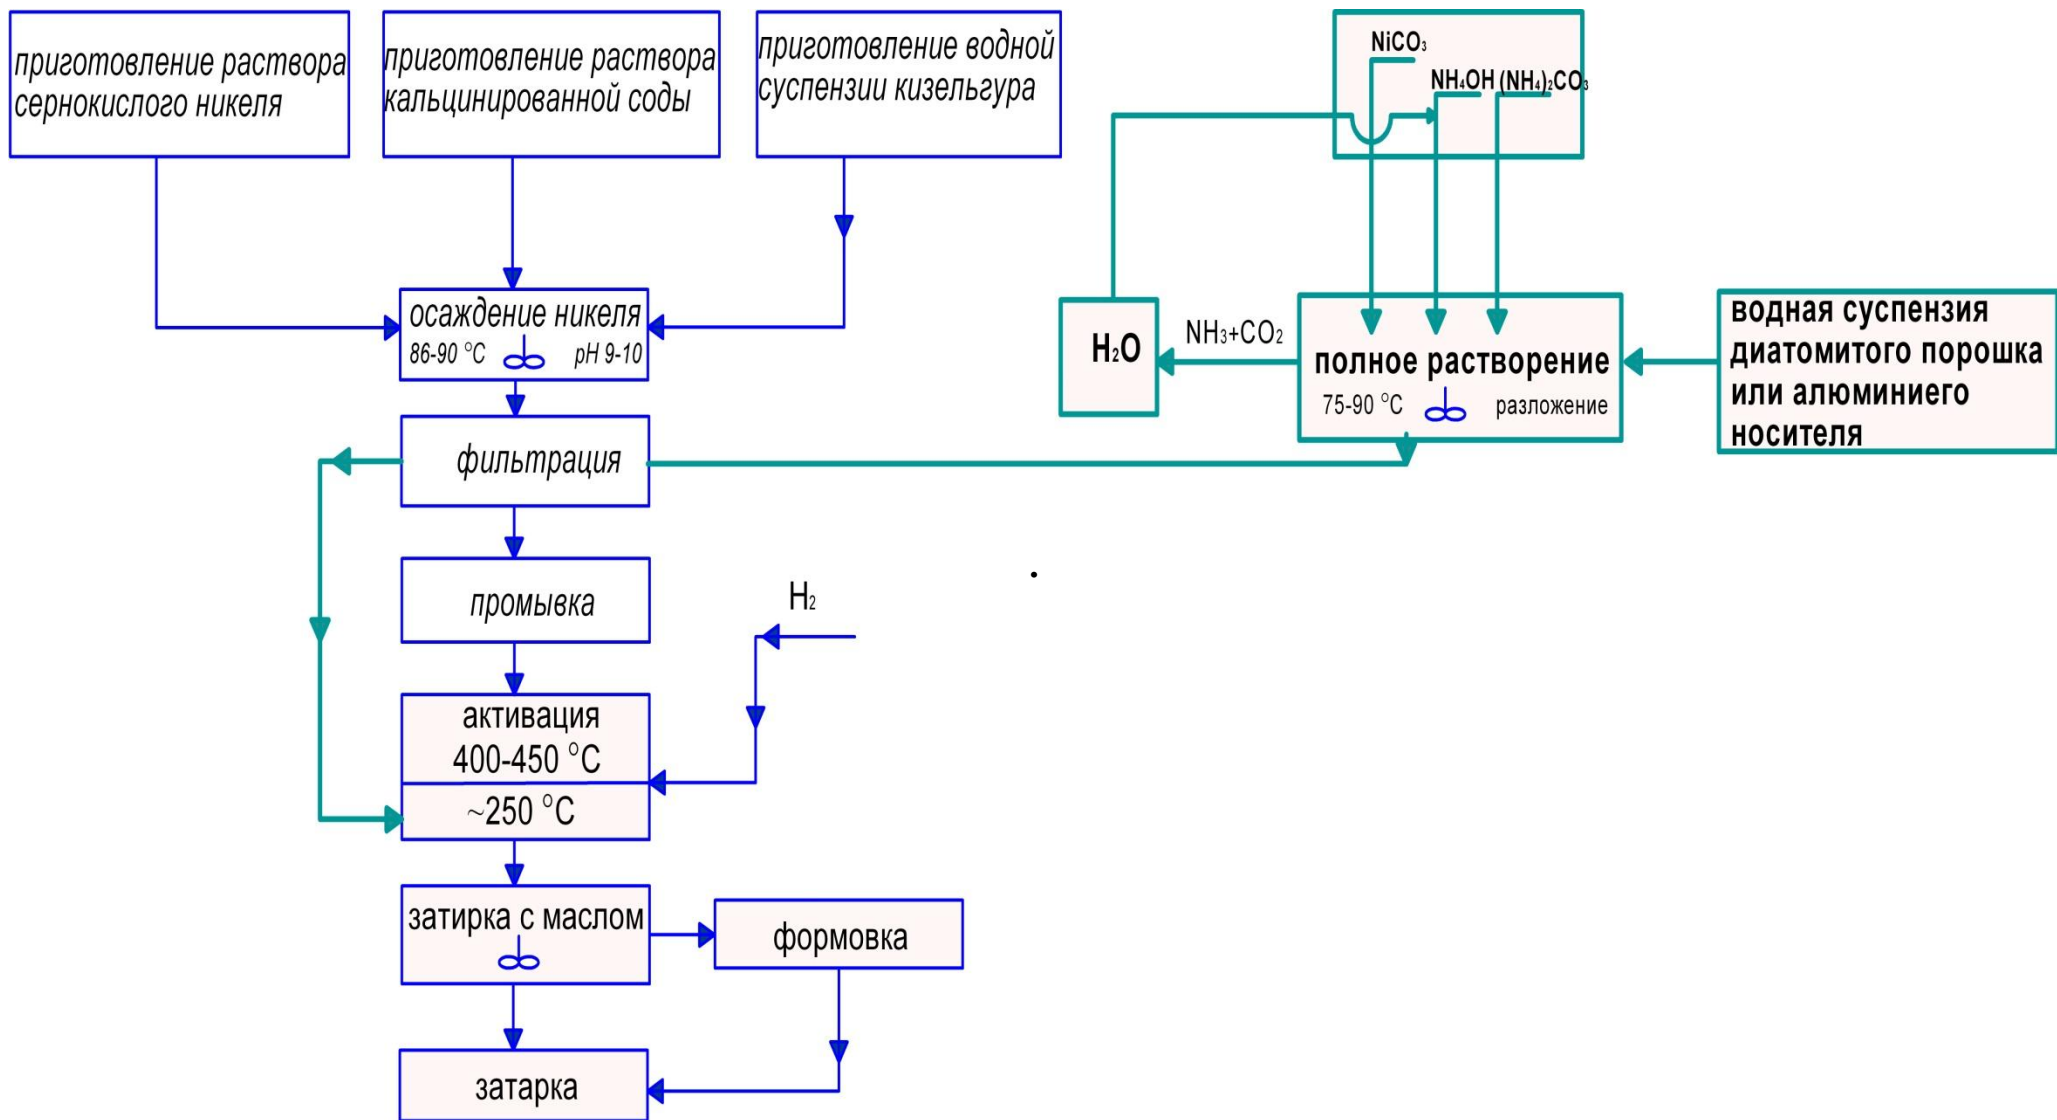 приготовление раствора
сернокислого никеля
приготовление раствора
кальцинированной соды
приготовление водной
суспензии кизельгура
NiCO₃
NH₄OH (NH₄)₂CO₃
осаждение никеля
86-90 °C pH 9-10
H₂O
NH₃+CO₂
полное растворение
75-90 °C разложение
водная суспензия
диатомитого порошка
или алюминиего
носителя
фильтрация
промывка
H₂
активация
400-450 °C
~250 °C
затирка с маслом
формовка
затарка